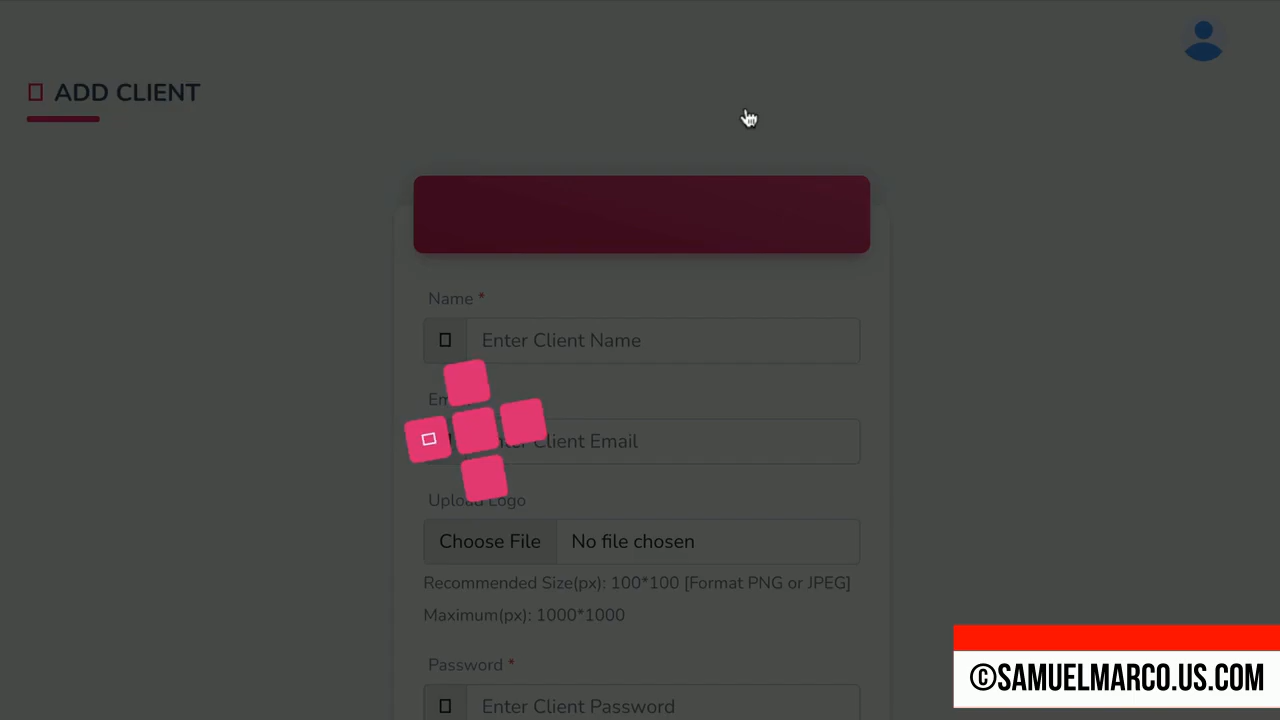 ADD CLIENT
Name *
Enter Client Name
Enter Client Email
Upload Logo
Choose File No file chosen
Recommended Size(px): 100*100 [Format PNG or JPEG]
Maximum(px): 1000*1000
Password *
Enter Client Password
©SAMUELMARCO.US.COM